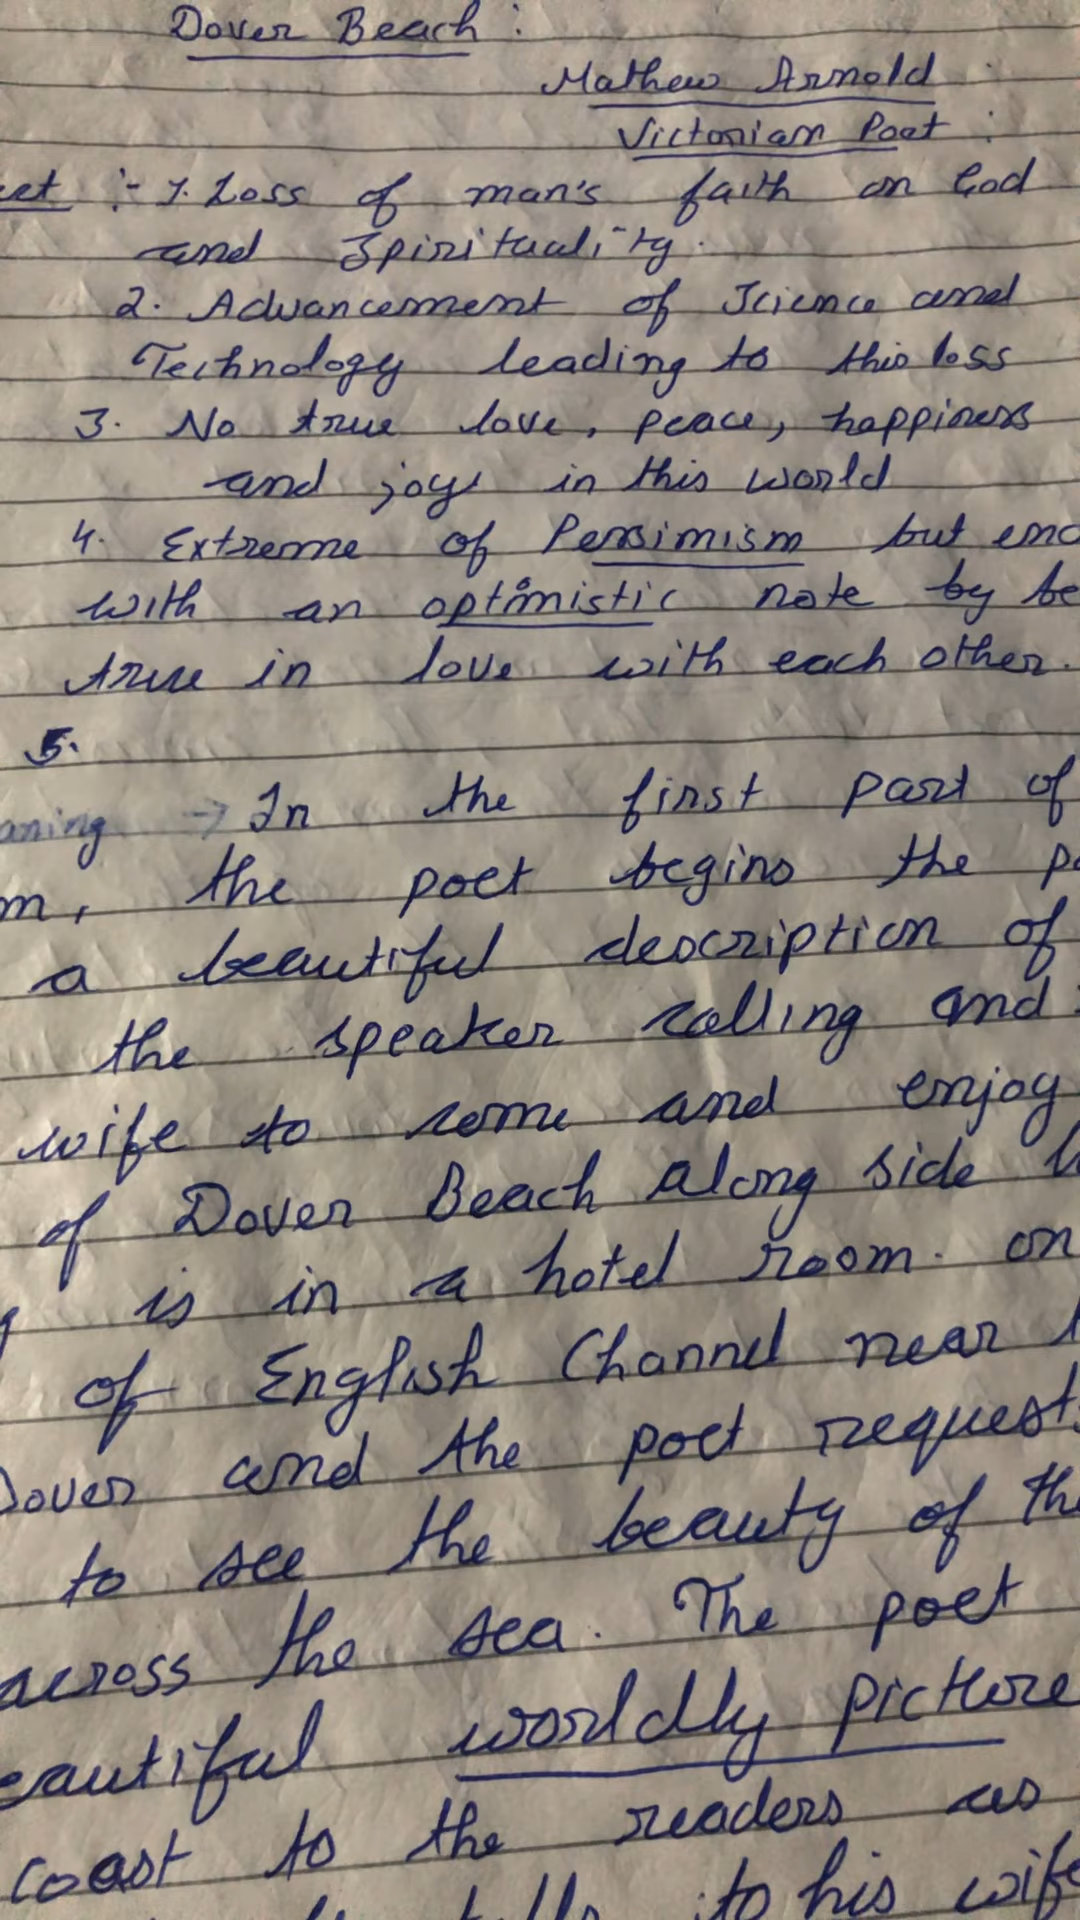 Dover Beach :
Mathew Arnold
Victorian Poet :
:- 1. Loss of man's faith on God
and Spirituality.
2. Advancement of Science and
Technology leading to this loss
3. No true love, peace, happiness
and joys in this world
4. Extreme of Pessimism but
with an optimistic note by be
true in love with each other.
5.
aning → In the first part of
m, the poet begins the
a beautiful description of
the speaker calling and
wife to come and enjoy
of Dover Beach along side
is in a hotel room. on
of English Channel near
Dover and the poet requests
to see the beauty of the
across the sea. The poet
eautiful worldly picture
coast to the readers as
to his wife